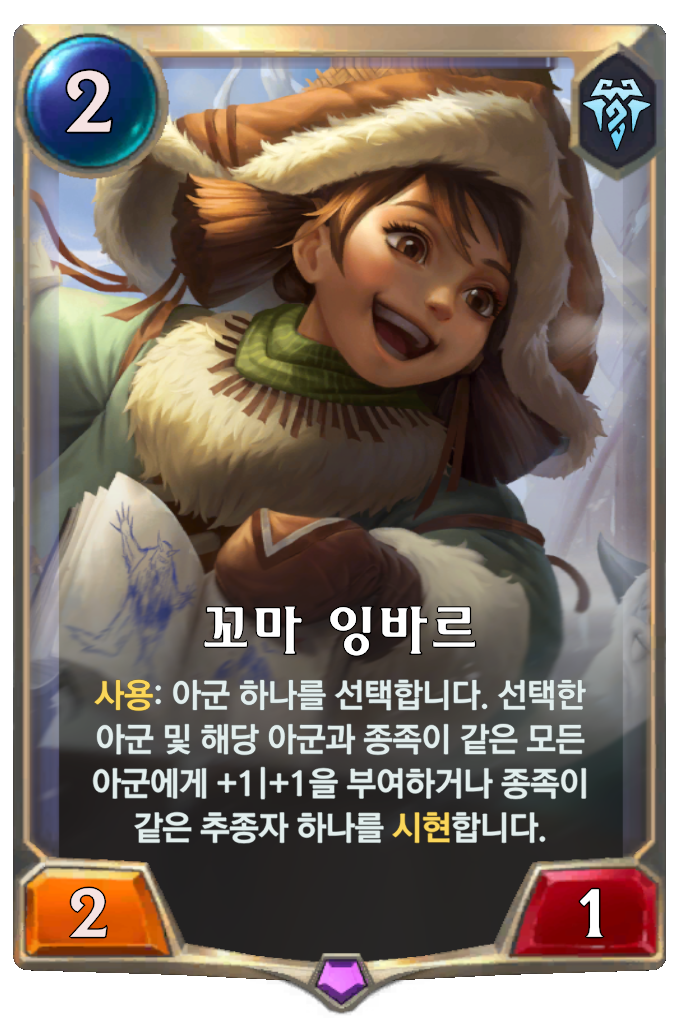 2
꼬마 잉바르
사용: 아군 하나를 선택합니다. 선택한
아군 및 해당 아군과 종족이 같은 모든
아군에게 +1|+1을 부여하거나 종족이
같은 추종자 하나를 시현합니다.
2
1